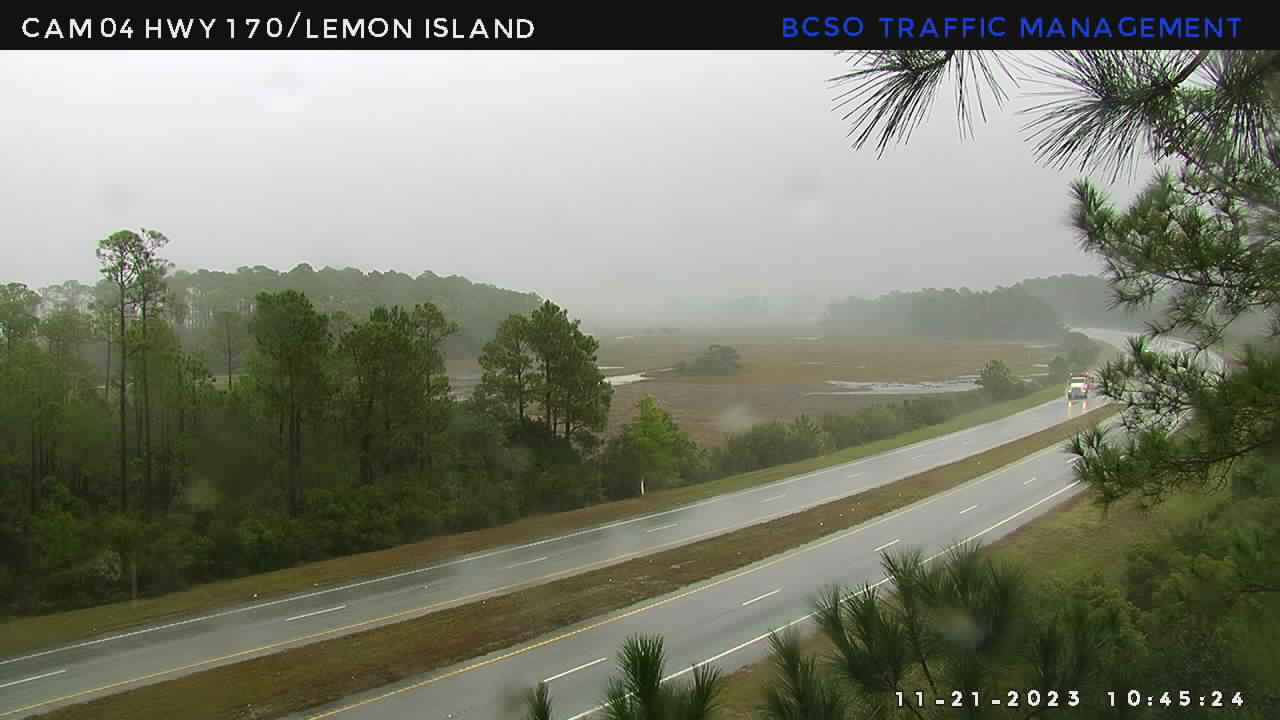 CAM04 HWY 170/LEMON ISLAND
BCSO TRAFFIC MANAGEMENT
11-21-2023 10:45:24